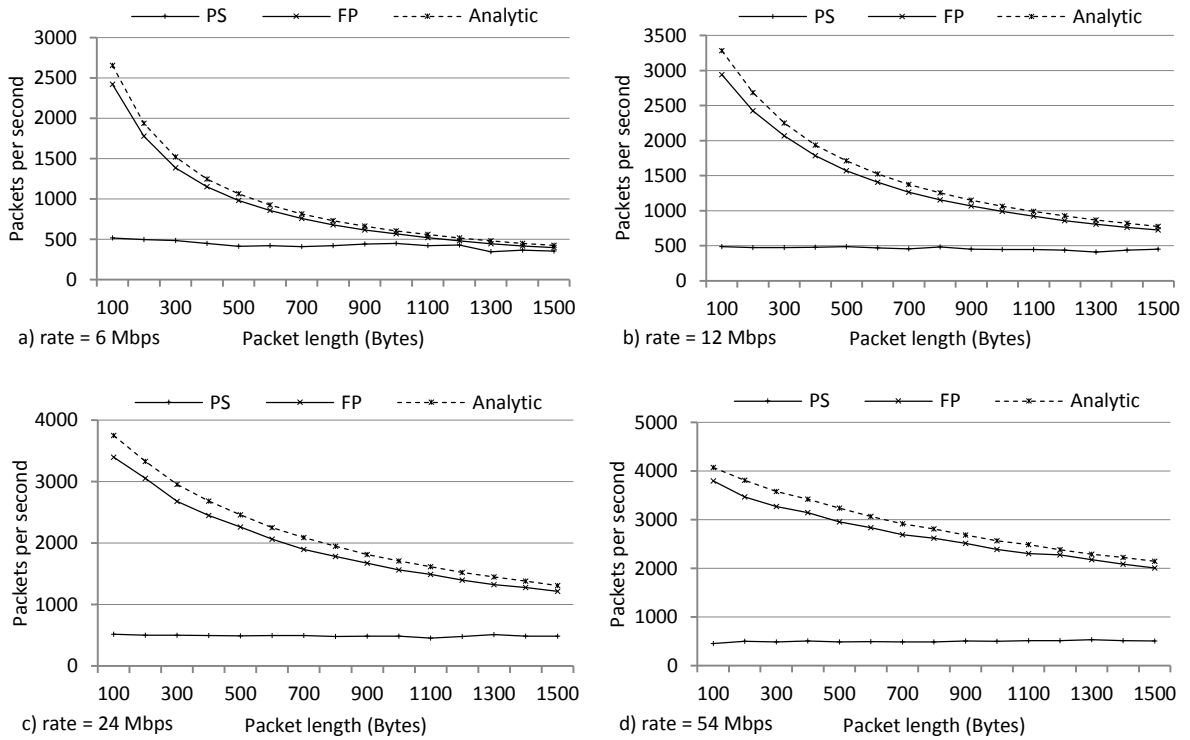 PS FP Analytic
3000
2500
2000
1500
1000
500
0
Packets per second
100 300 500 700 900 1100 1300 1500
a) rate = 6 Mbps Packet length (Bytes)
PS FP Analytic
3500
3000
2500
2000
1500
1000
500
0
Packets per second
100 300 500 700 900 1100 1300 1500
b) rate = 12 Mbps Packet length (Bytes)
PS FP Analytic
4000
3000
2000
1000
0
Packets per second
100 300 500 700 900 1100 1300 1500
c) rate = 24 Mbps Packet length (Bytes)
PS FP Analytic
5000
4000
3000
2000
1000
0
Packets per second
100 300 500 700 900 1100 1300 1500
d) rate = 54 Mbps Packet length (Bytes)